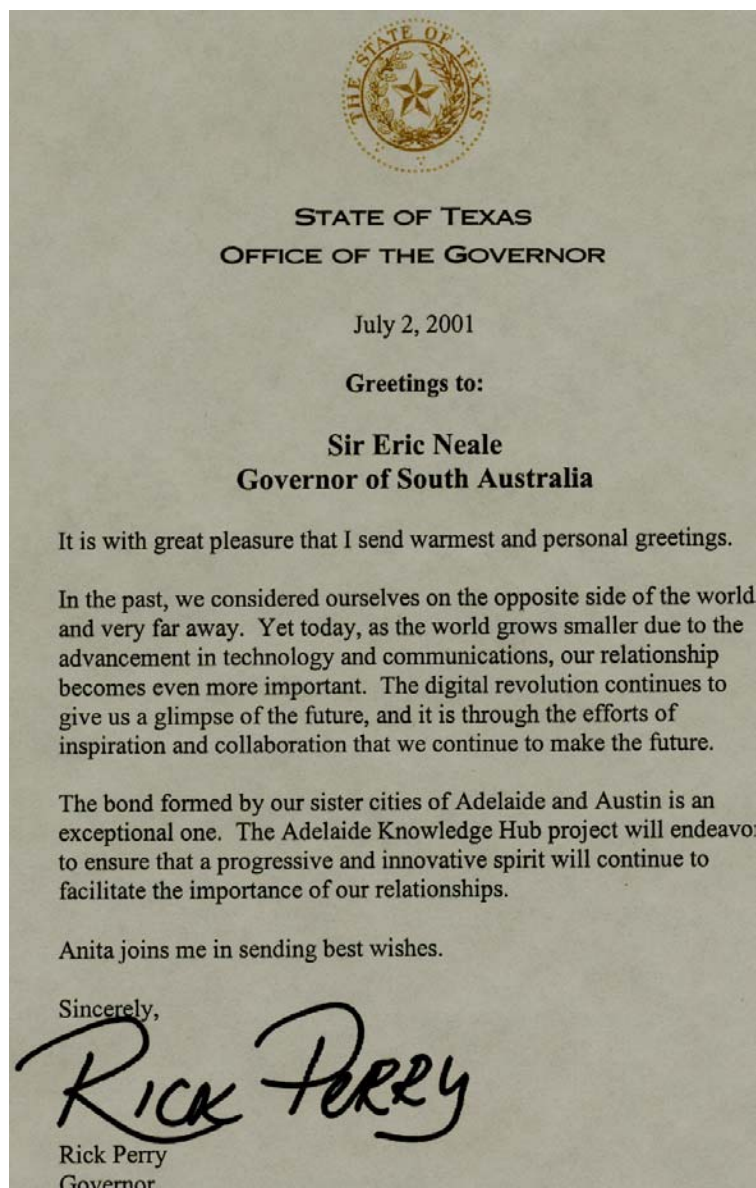 THE STATE OF TEXAS
STATE OF TEXAS
OFFICE OF THE GOVERNOR
July 2, 2001
Greetings to:
Sir Eric Neale
Governor of South Australia
It is with great pleasure that I send warmest and personal greetings.
In the past, we considered ourselves on the opposite side of the world
and very far away. Yet today, as the world grows smaller due to the
advancement in technology and communications, our relationship
becomes even more important. The digital revolution continues to
give us a glimpse of the future, and it is through the efforts of
inspiration and collaboration that we continue to make the future.
The bond formed by our sister cities of Adelaide and Austin is an
exceptional one. The Adelaide Knowledge Hub project will endeavor
to ensure that a progressive and innovative spirit will continue to
facilitate the importance of our relationships.
Anita joins me in sending best wishes.
Sincerely,
RICK PERRY
Rick Perry
Governor